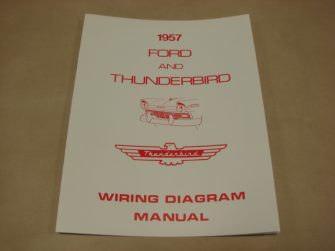 1957
FORD
AND
THUNDERBIRD
Thunderbird
WIRING DIAGRAM
MANUAL